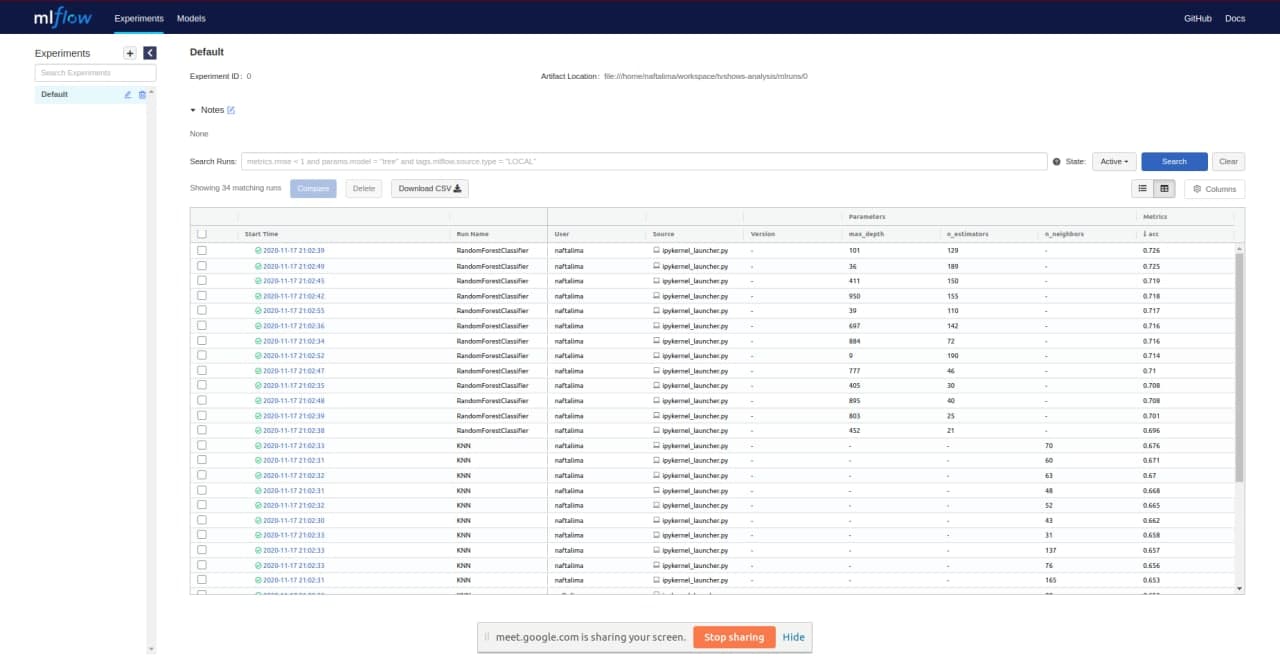 mlflow Experiments Models GitHub Docs
Experiments +
Search Experiments
Default
Default
Experiment ID: 0 Artifact Location: file:///home/naftalima/workspace/tvshows-analysis/mlruns/0
Notes
None
Search Runs: metrics.rmse < 1 and params.model = "tree" and tags.mlflow.source.type = "LOCAL" State: Active Search Clear
Showing 34 matching runs Compare Delete Download CSV Columns
Parameters Metrics
Start Time Run Name User Source Version max_depth n_estimators n_neighbors ↓ acc
2020-11-17 21:02:39 RandomForestClassifier naftalima ipykernel_launcher.py - 101 129 - 0.726
2020-11-17 21:02:49 RandomForestClassifier naftalima ipykernel_launcher.py - 36 189 - 0.725
2020-11-17 21:02:45 RandomForestClassifier naftalima ipykernel_launcher.py - 411 150 - 0.719
2020-11-17 21:02:42 RandomForestClassifier naftalima ipykernel_launcher.py - 950 155 - 0.718
2020-11-17 21:02:55 RandomForestClassifier naftalima ipykernel_launcher.py - 39 110 - 0.717
2020-11-17 21:02:36 RandomForestClassifier naftalima ipykernel_launcher.py - 697 142 - 0.716
2020-11-17 21:02:34 RandomForestClassifier naftalima ipykernel_launcher.py - 884 72 - 0.716
2020-11-17 21:02:52 RandomForestClassifier naftalima ipykernel_launcher.py - 9 190 - 0.714
2020-11-17 21:02:47 RandomForestClassifier naftalima ipykernel_launcher.py - 777 46 - 0.71
2020-11-17 21:02:35 RandomForestClassifier naftalima ipykernel_launcher.py - 405 30 - 0.708
2020-11-17 21:02:48 RandomForestClassifier naftalima ipykernel_launcher.py - 895 40 - 0.708
2020-11-17 21:02:39 RandomForestClassifier naftalima ipykernel_launcher.py - 803 25 - 0.701
2020-11-17 21:02:38 RandomForestClassifier naftalima ipykernel_launcher.py - 452 21 - 0.696
2020-11-17 21:02:33 KNN naftalima ipykernel_launcher.py - - - 70 0.676
2020-11-17 21:02:31 KNN naftalima ipykernel_launcher.py - - - 60 0.671
2020-11-17 21:02:32 KNN naftalima ipykernel_launcher.py - - - 63 0.67
2020-11-17 21:02:31 KNN naftalima ipykernel_launcher.py - - - 48 0.668
2020-11-17 21:02:32 KNN naftalima ipykernel_launcher.py - - - 52 0.665
2020-11-17 21:02:30 KNN naftalima ipykernel_launcher.py - - - 43 0.662
2020-11-17 21:02:33 KNN naftalima ipykernel_launcher.py - - - 31 0.658
2020-11-17 21:02:33 KNN naftalima ipykernel_launcher.py - - - 137 0.657
2020-11-17 21:02:33 KNN naftalima ipykernel_launcher.py - - - 76 0.656
2020-11-17 21:02:31 KNN naftalima ipykernel_launcher.py - - - 165 0.653
meet.google.com is sharing your screen. Stop sharing Hide